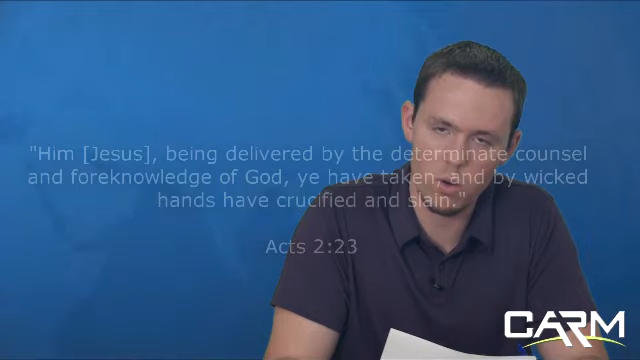 "Him [Jesus], being delivered by the determinate counsel
and foreknowledge of God, ye have taken, and by wicked
hands have crucified and slain."
Acts 2:23
CARM